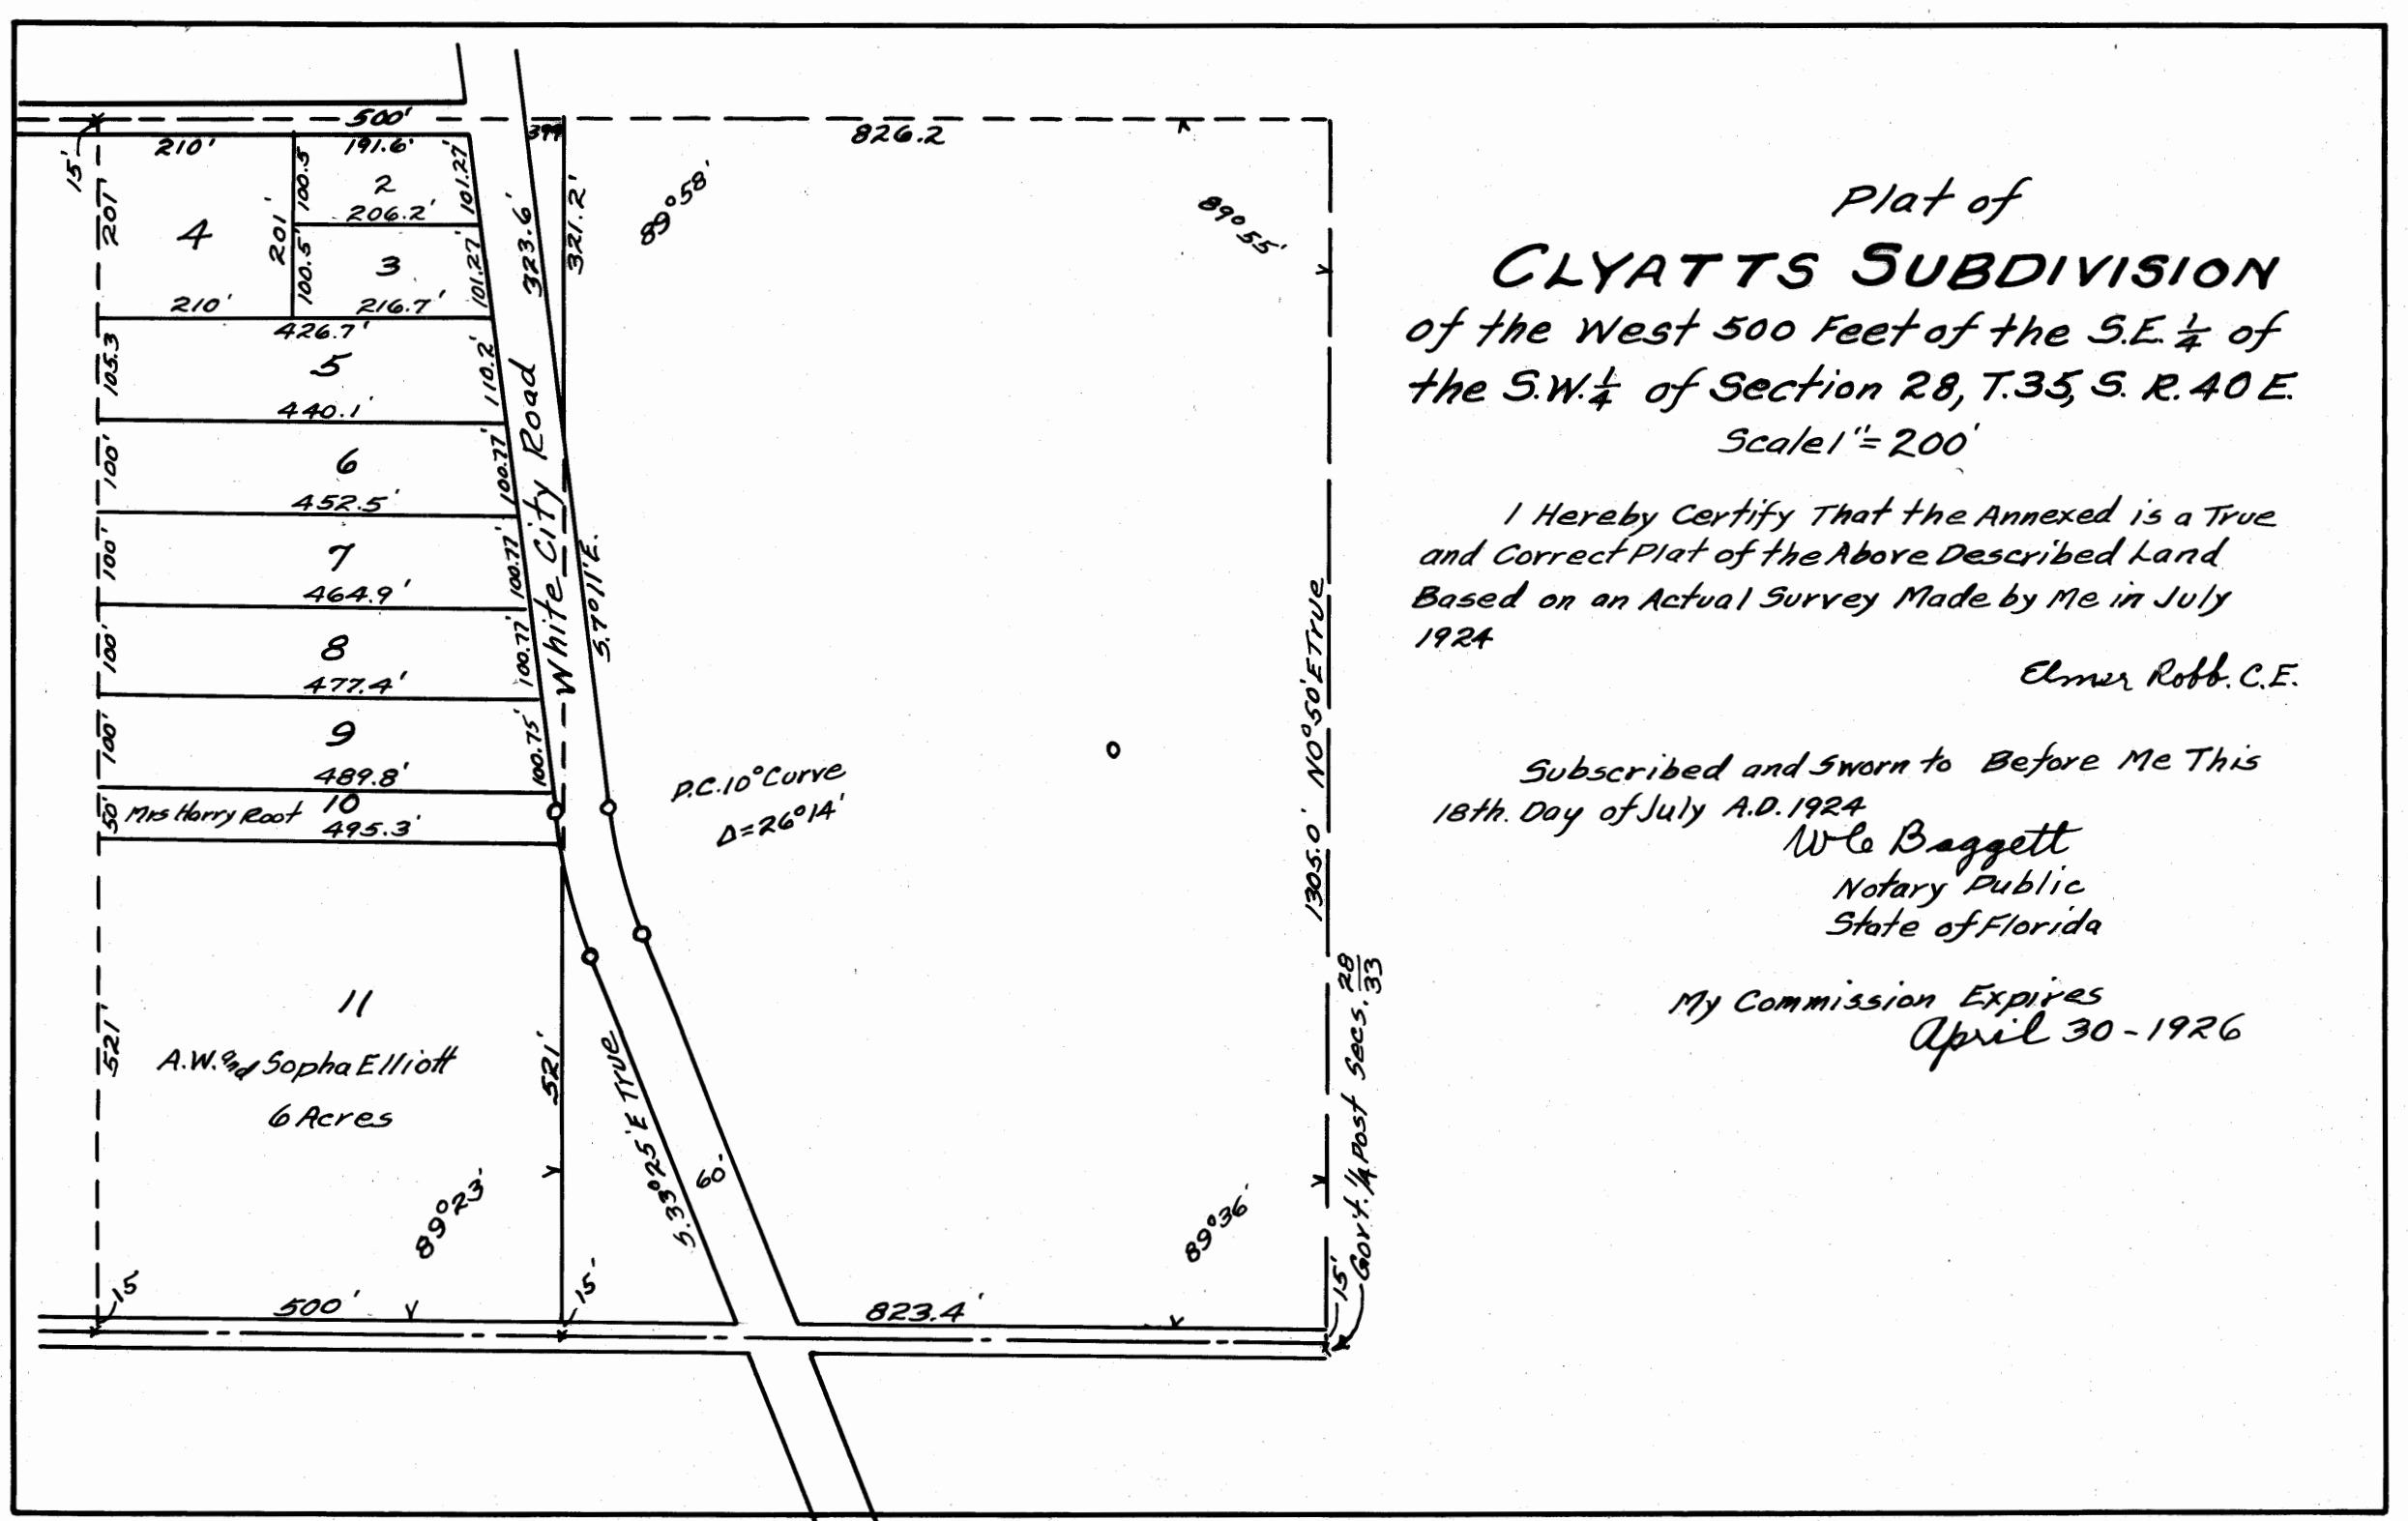 500'
399
826.2
15'
210'
191.6'
101.27'
100.5
2
206.2'
201'
4
201'
100.5'
3
101.27'
210'
216.7'
323.6'
321.2'
89°58'
89°55'
426.7'
105.3
5
110.2'
440.1'
100'
6
100.77'
452.5'
100'
7
100.77'
464.9'
100'
8
100.77'
477.4'
100'
9
100.75'
489.8'
50'
Mrs Harry Root
10
495.3'
White City Road
S.7°11'E.
P.C. 10° Curve
Δ=26°14'
1305.0' N0°50'E True
521'
11
A.W. and Sopha Elliott
6 Acres
521'
S.33°25'E True
60'
89°23'
89°36'
15
500'
15'
823.4'
15'
Gov't. 1/4 Post Secs. 28/33
Plat of
CLYATTS SUBDIVISION
of the West 500 Feet of the S.E. 1/4 of
the S.W. 1/4 of Section 28, T.35, S. R. 40 E.
Scale 1"= 200'
I Hereby Certify That the Annexed is a True
and Correct Plat of the Above Described Land
Based on an Actual Survey Made by Me in July
1924
Elmer Robb. C.E.
Subscribed and Sworn to Before Me This
18th. Day of July A.D. 1924
Baggett
Notary Public
State of Florida
My Commission Expires
April 30-1926